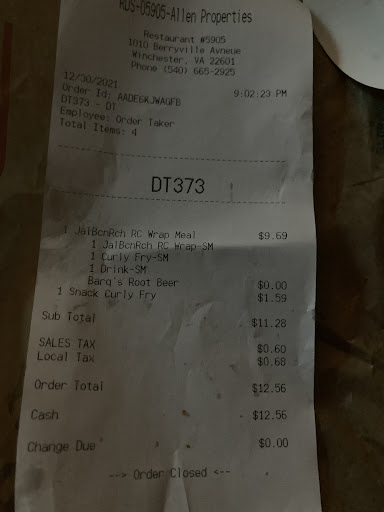 RDS-05905-Allen Properties
Restaurant #5905
1010 Berryville Avneue
Winchester, VA 22601
Phone (540) 665-2925
12/30/2021 9:02:23 PM
Order Id: AADE6KJWAGFB
DT373 - DT
Employee: Order Taker
Total Items: 4
DT373
1 JalBcnRch RC Wrap Meal $9.69
1 JalBcnRch RC Wrap-SM
1 Curly Fry-SM
1 Drink-SM
Barq's Root Beer $0.00
1 Snack Curly Fry $1.59
Sub Total $11.28
SALES TAX $0.60
Local Tax $0.68
Order Total $12.56
Cash $12.56
Change Due $0.00
--> Order Closed <--